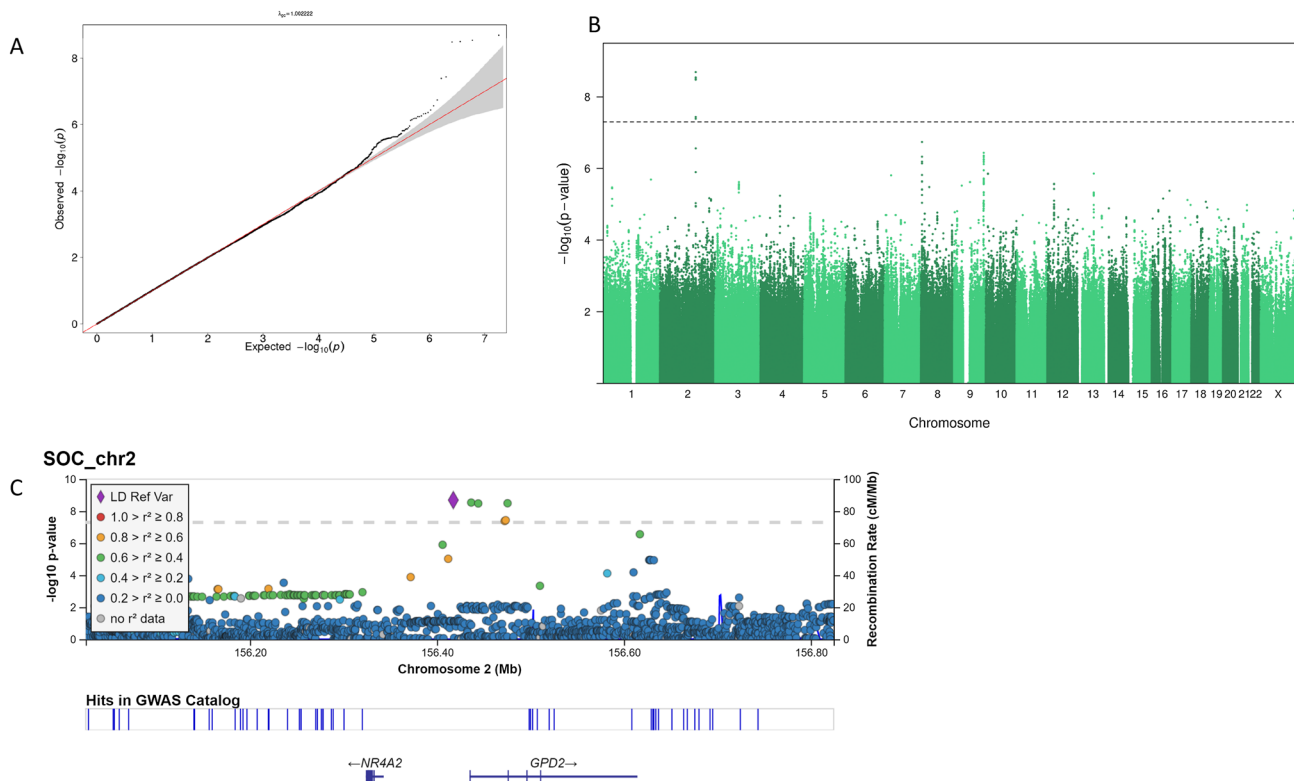 A
λgc=1.002222
Observed −log10(p)
8
6
4
2
0
0 1 2 3 4 5 6 7
Expected −log10(p)
B
−log10(p−value)
8
6
4
2
1 2 3 4 5 6 7 8 9 10 11 12 13 14 15 16 17 18 19 20 2122 X
Chromosome
C
SOC_chr2
10
8
6
4
2
0
-log10 p-value
LD Ref Var
1.0 > r² ≥ 0.8
0.8 > r² ≥ 0.6
0.6 > r² ≥ 0.4
0.4 > r² ≥ 0.2
0.2 > r² ≥ 0.0
no r² data
100
80
60
40
20
0
Recombination Rate (cM/Mb)
156.20 156.40 156.60 156.80
Chromosome 2 (Mb)
Hits in GWAS Catalog
←NR4A2 GPD2→